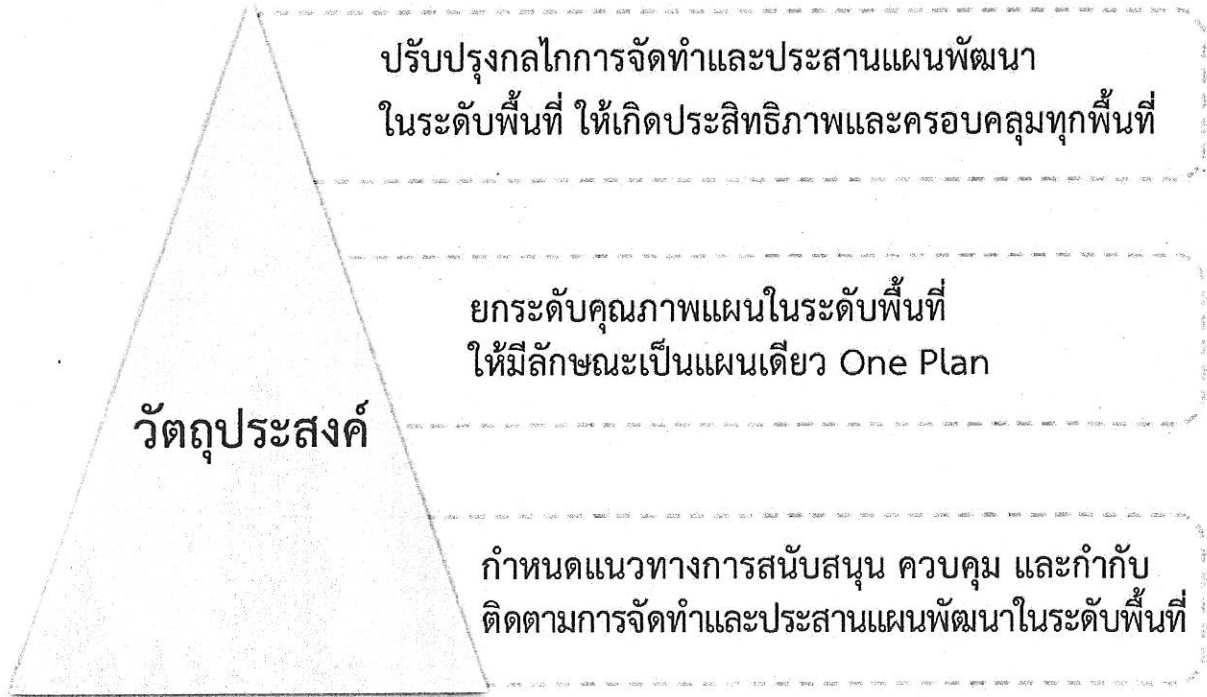 ปรับปรุงกลไกการจัดทำและประสานแผนพัฒนา
ในระดับพื้นที่ ให้เกิดประสิทธิภาพและครอบคลุมทุกพื้นที่
ยกระดับคุณภาพแผนในระดับพื้นที่
ให้มีลักษณะเป็นแผนเดียว One Plan
วัตถุประสงค์
กำหนดแนวทางการสนับสนุน ควบคุม และกำกับ
ติดตามการจัดทำและประสานแผนพัฒนาในระดับพื้นที่